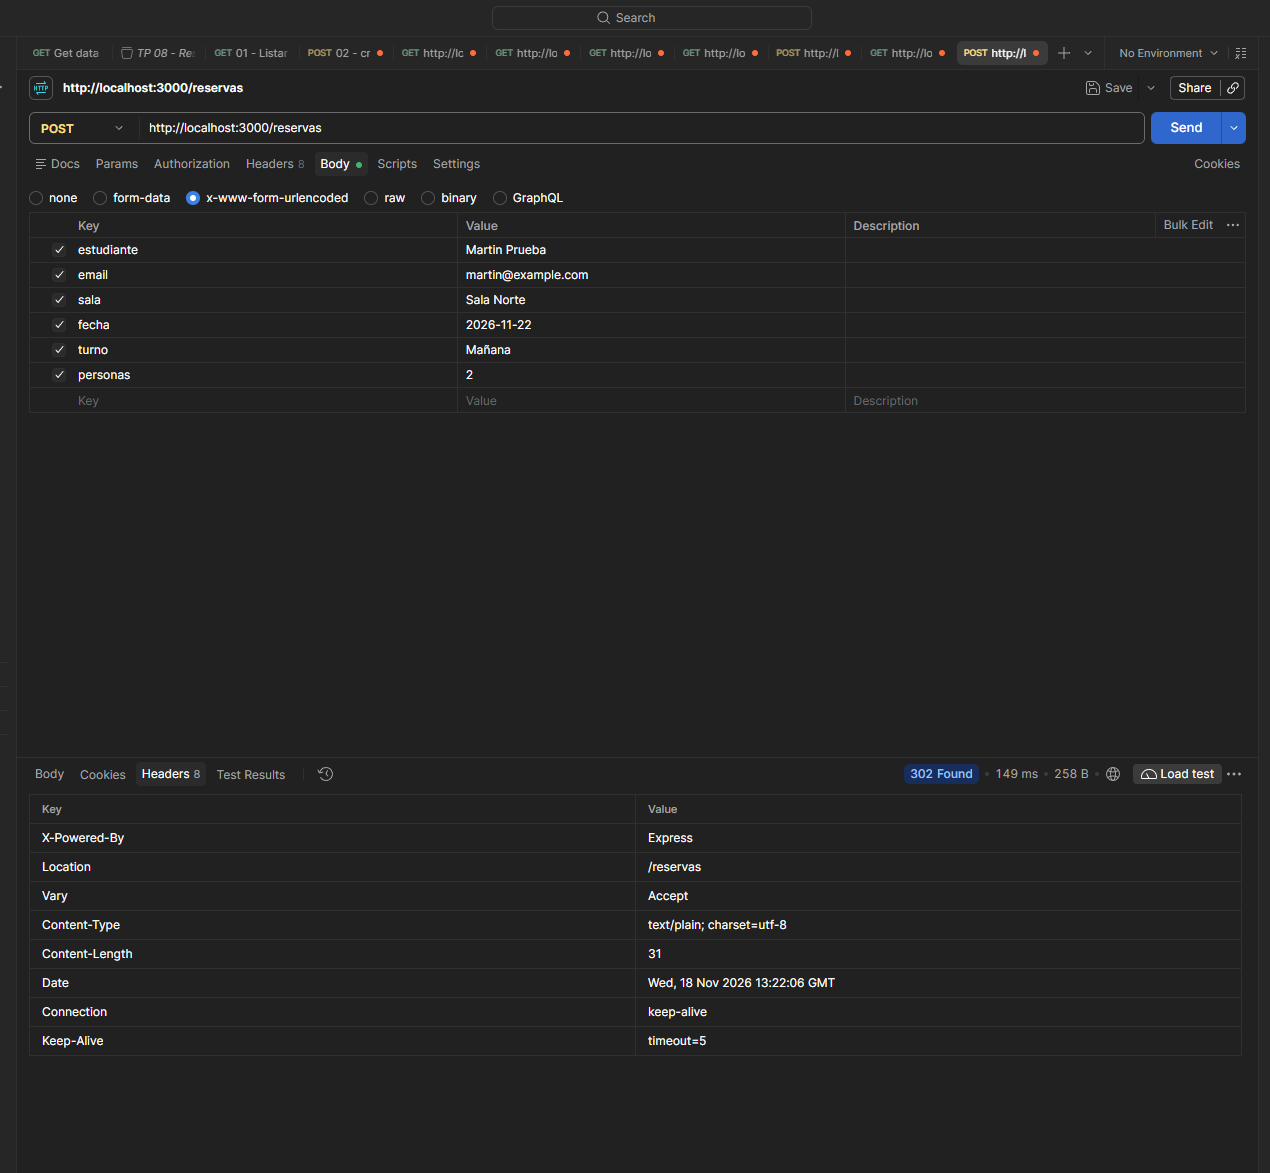 Search
GET Get data TP 08 - Re: GET 01 - Listar POST 02 - cr GET http://lo GET http://lo GET http://lo GET http://lo POST http://l GET http://lo POST http://l No Environment
HTTP http://localhost:3000/reservas Save Share
POST http://localhost:3000/reservas Send
Docs Params Authorization Headers 8 Body Scripts Settings Cookies
none form-data x-www-form-urlencoded raw binary GraphQL
Key Value Description Bulk Edit
estudiante Martin Prueba
email martin@example.com
sala Sala Norte
fecha 2026-11-22
turno Mañana
personas 2
Key Value Description
Body Cookies Headers 8 Test Results 302 Found 149 ms 258 B Load test
Key Value
X-Powered-By Express
Location /reservas
Vary Accept
Content-Type text/plain; charset=utf-8
Content-Length 31
Date Wed, 18 Nov 2026 13:22:06 GMT
Connection keep-alive
Keep-Alive timeout=5